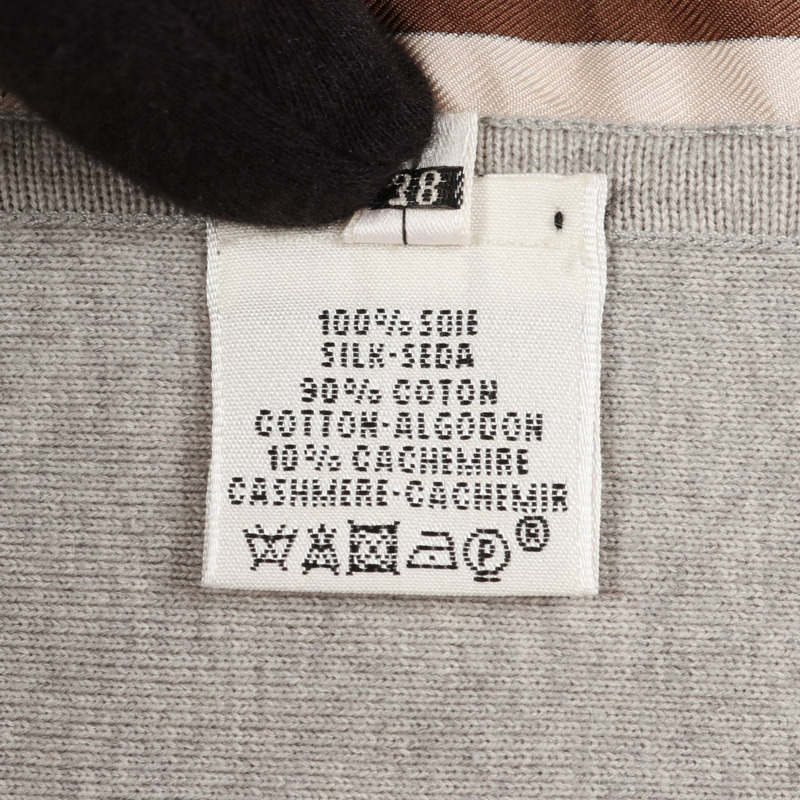 38
100% SOIE
SILK-SEDA
90% COTON
COTTON-ALGODON
10% CACHEMIRE
CASHMERE-CACHEMIR
P ®